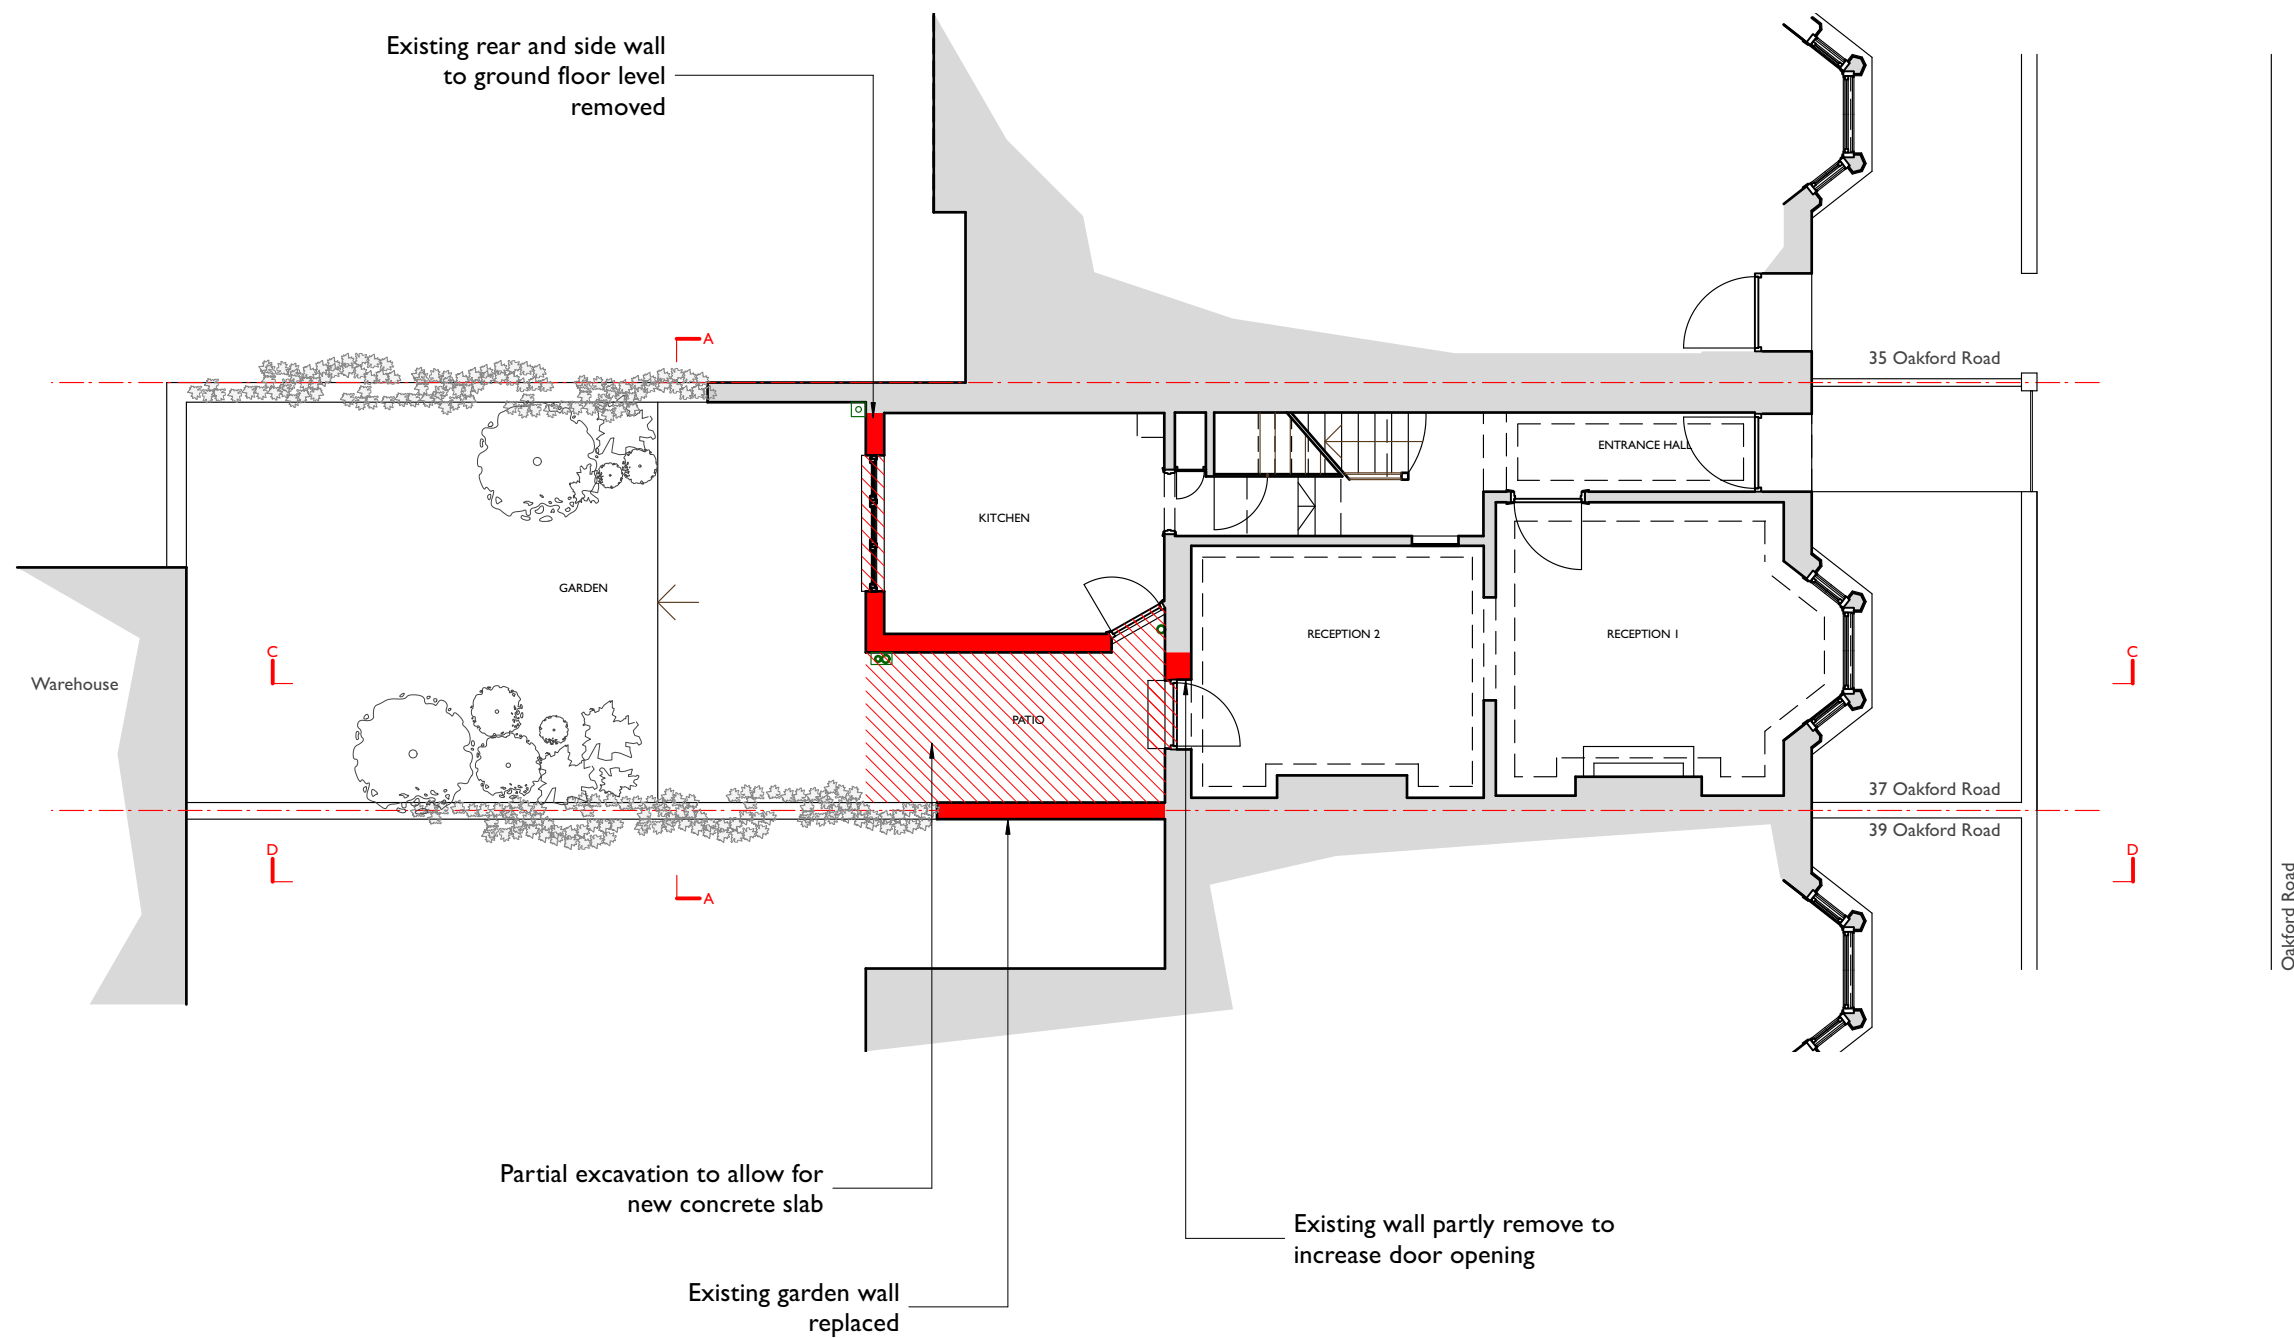 Existing rear and side wall
to ground floor level
removed
A
35 Oakford Road
ENTRANCE HALL
KITCHEN
GARDEN
RECEPTION 2
RECEPTION 1
C
C
Warehouse
PATIO
37 Oakford Road
39 Oakford Road
D
D
A
Oakford Road
Partial excavation to allow for
new concrete slab
Existing wall partly remove to
increase door opening
Existing garden wall
replaced